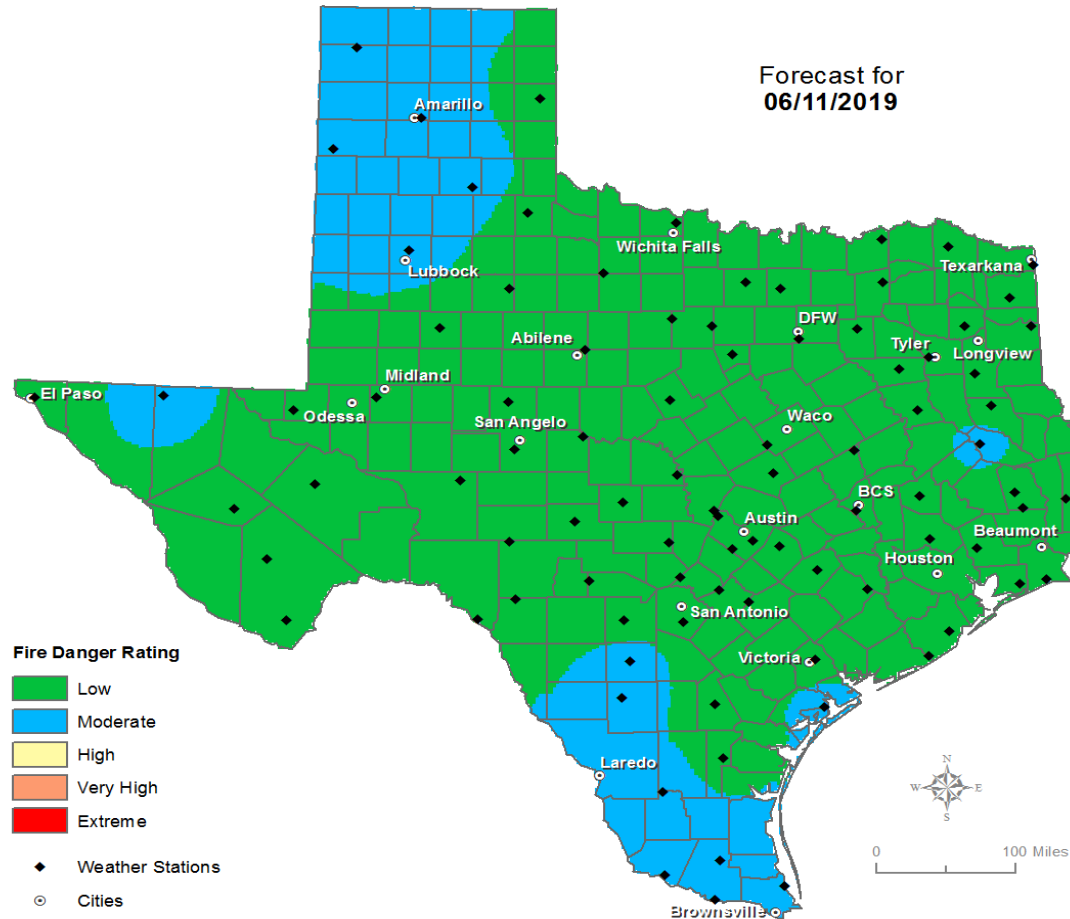 Forecast for
06/11/2019
Amarillo
Wichita Falls
Lubbock
Texarkana
DFW
Abilene
Tyler
Longview
Midland
El Paso
Odessa
San Angelo
Waco
BCS
Austin
Beaumont
Houston
San Antonio
Victoria
Laredo
Brownsville
Fire Danger Rating
Low
Moderate
High
Very High
Extreme
Weather Stations
Cities
N
W E
S
0 100 Miles